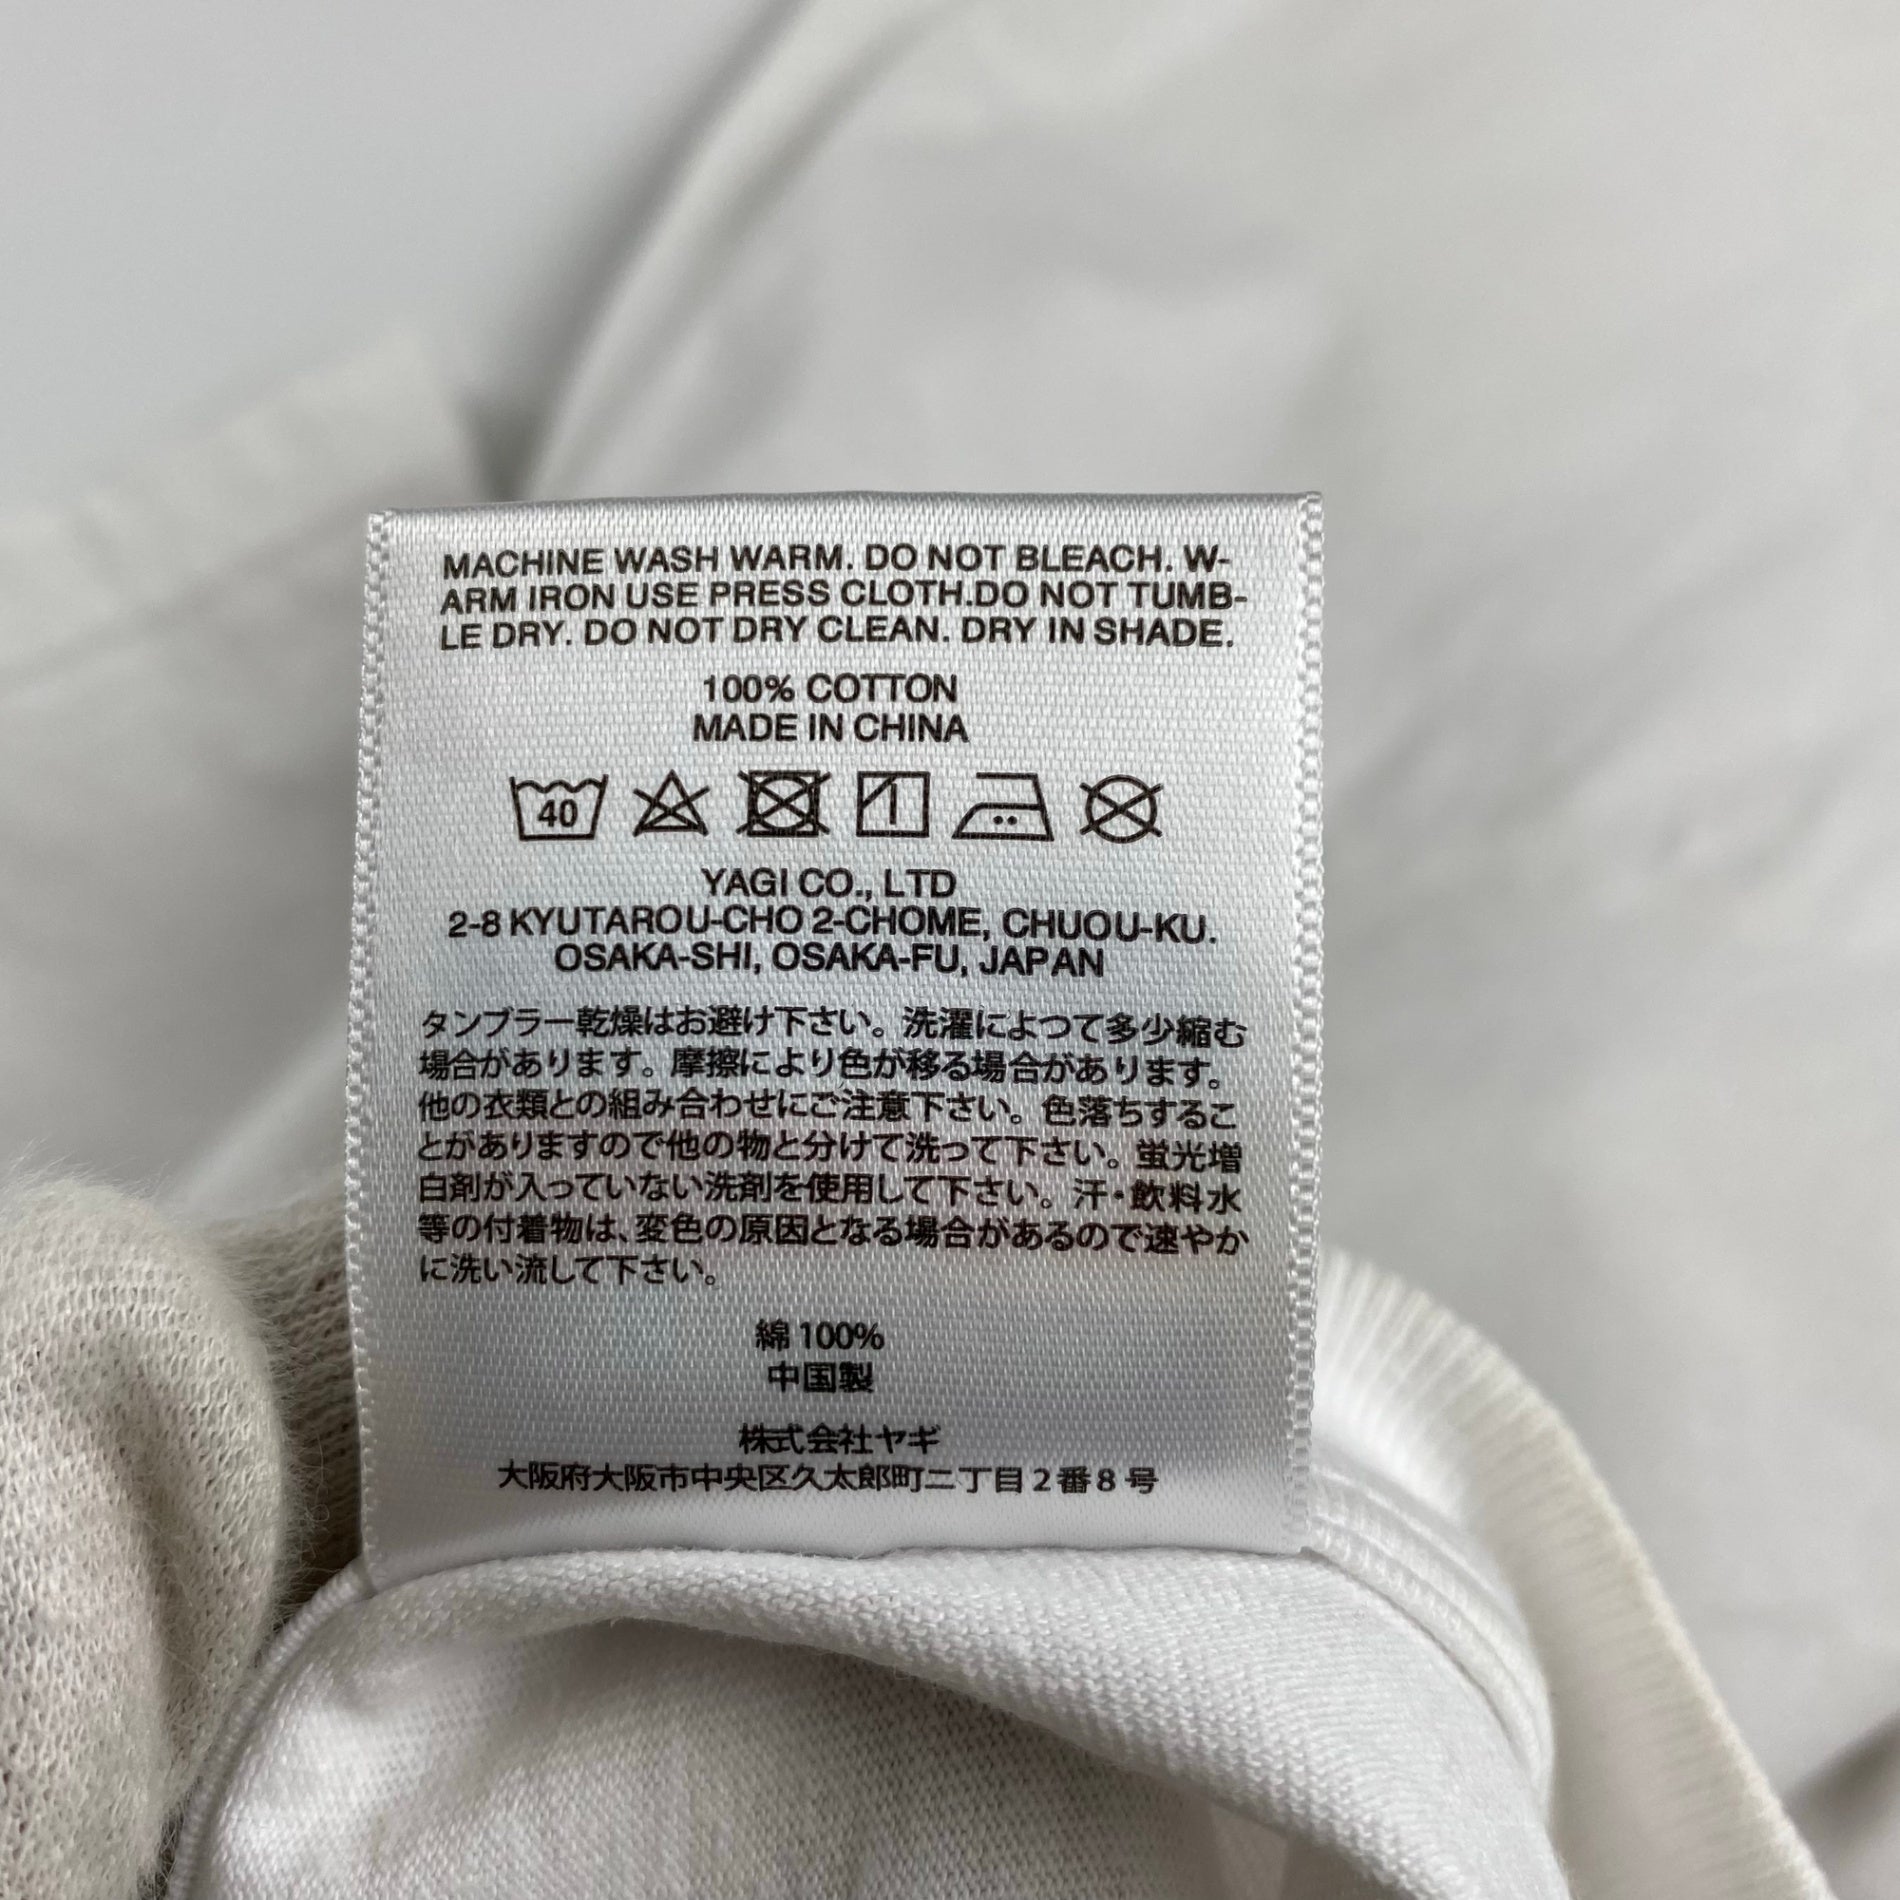 MACHINE WASH WARM. DO NOT BLEACH. W-
ARM IRON USE PRESS CLOTH.DO NOT TUMB-
LE DRY. DO NOT DRY CLEAN. DRY IN SHADE.
100% COTTON
MADE IN CHINA
40
YAGI CO., LTD
2-8 KYUTAROU-CHO 2-CHOME, CHUOU-KU.
OSAKA-SHI, OSAKA-FU, JAPAN
タンブラー乾燥はお避け下さい。洗濯によつて多少縮む
場合があります。摩擦により色が移る場合があります。
他の衣類との組み合わせにご注意下さい。色落ちするこ
とがありますので他の物と分けて洗って下さい。蛍光増
白剤が入っていない洗剤を使用して下さい。汗・飲料水
等の付着物は、変色の原因となる場合があるので速やか
に洗い流して下さい。
綿 100%
中国製
株式会社ヤギ
大阪府大阪市中央区久太郎町二丁目2番8号